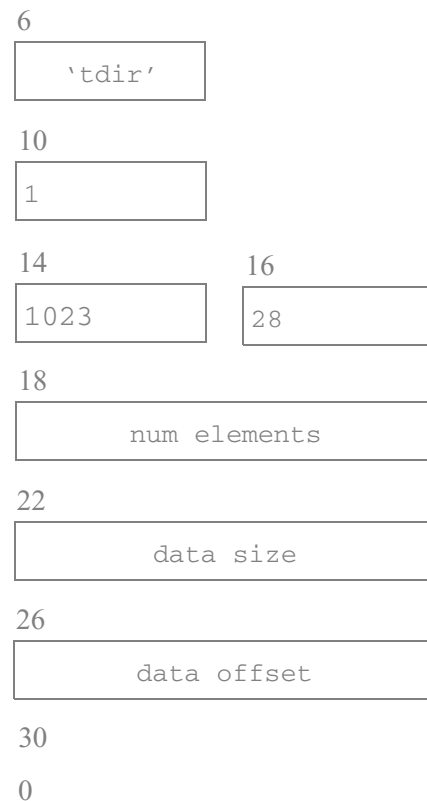 6
‘tdir’
10
1
14 16
1023 28
18
num elements
22
data size
26
data offset
30
0